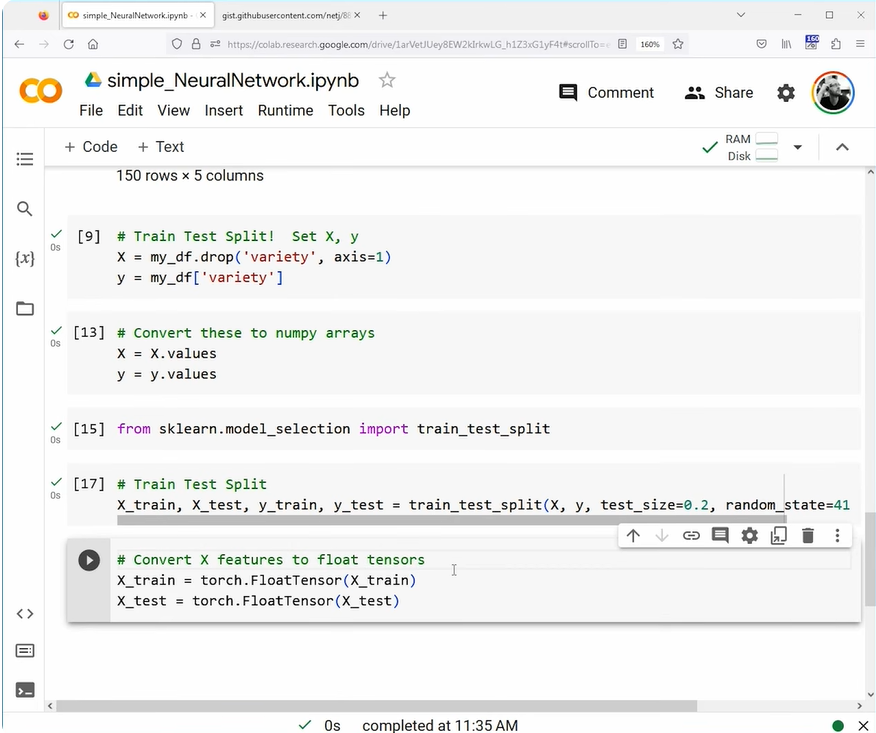 simple_NeuralNetwork.ipynb -
gist.githubusercontent.com/netj/88
https://colab.research.google.com/drive/1arVetJUey8EW2kIrkwLG_h1Z3xG1yF4t#scrollTo=
160%
160
simple_NeuralNetwork.ipynb
File Edit View Insert Runtime Tools Help
Comment
Share
+ Code + Text
RAM
Disk
150 rows × 5 columns
[9] # Train Test Split! Set X, y
0s
X = my_df.drop('variety', axis=1)
y = my_df['variety']
[13] # Convert these to numpy arrays
0s
X = X.values
y = y.values
[15] from sklearn.model_selection import train_test_split
0s
[17] # Train Test Split
0s
X_train, X_test, y_train, y_test = train_test_split(X, y, test_size=0.2, random_state=41
# Convert X features to float tensors
X_train = torch.FloatTensor(X_train)
X_test = torch.FloatTensor(X_test)
{x}
0s completed at 11:35 AM